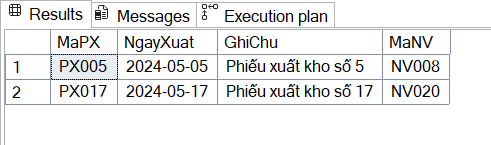 Results Messages Execution plan
MaPX NgayXuat GhiChu MaNV
1 PX005 2024-05-05 Phiếu xuất kho số 5 NV008
2 PX017 2024-05-17 Phiếu xuất kho số 17 NV020